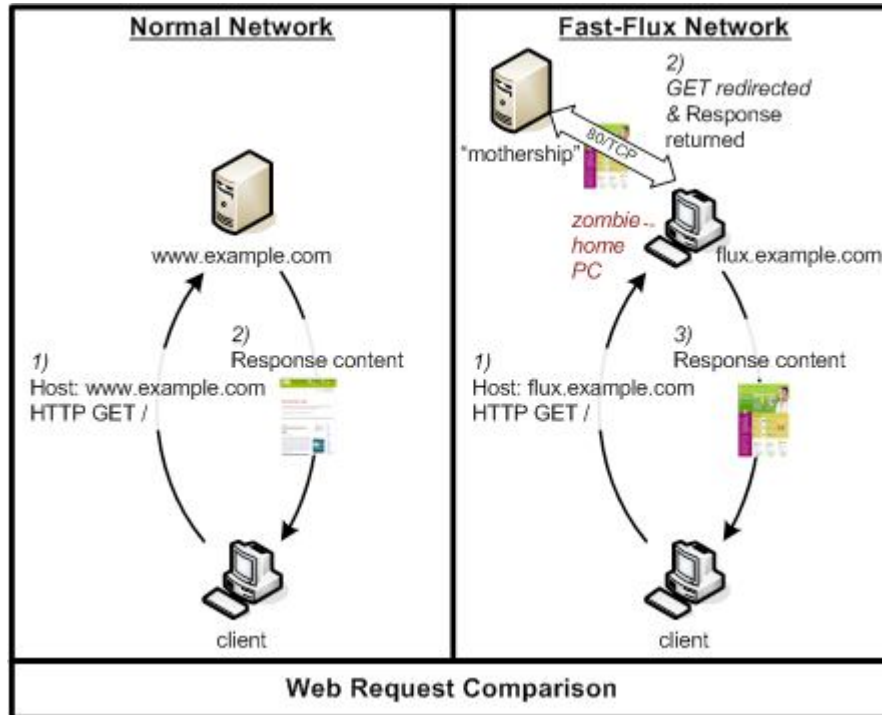 Normal Network
www.example.com
1)
Host: www.example.com
HTTP GET /
2)
Response content
client
Fast-Flux Network
2)
GET redirected
& Response
returned
"mothership"
80/TCP
zombie--
home
PC
flux.example.com
1)
Host: flux.example.com
HTTP GET /
3)
Response content
client
Web Request Comparison